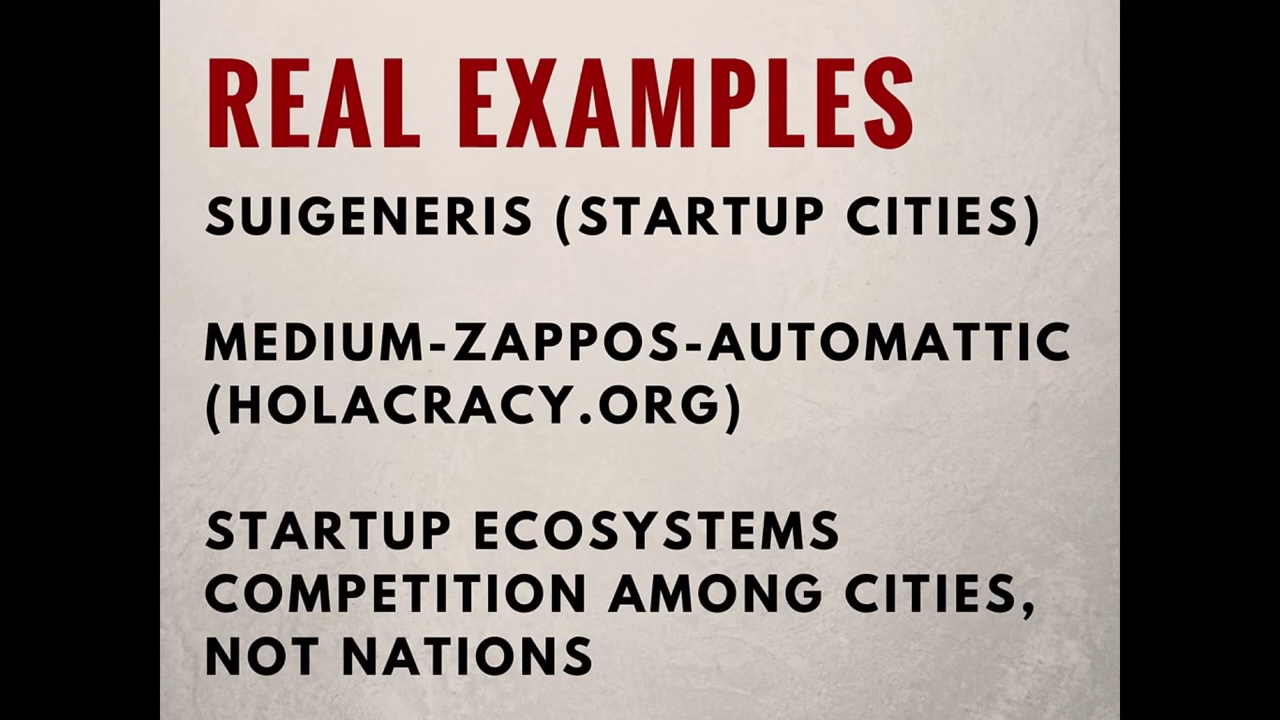 REAL EXAMPLES
SUIGENERIS (STARTUP CITIES)
MEDIUM-ZAPPOS-AUTOMATTIC
(HOLACRACY.ORG)
STARTUP ECOSYSTEMS
COMPETITION AMONG CITIES,
NOT NATIONS